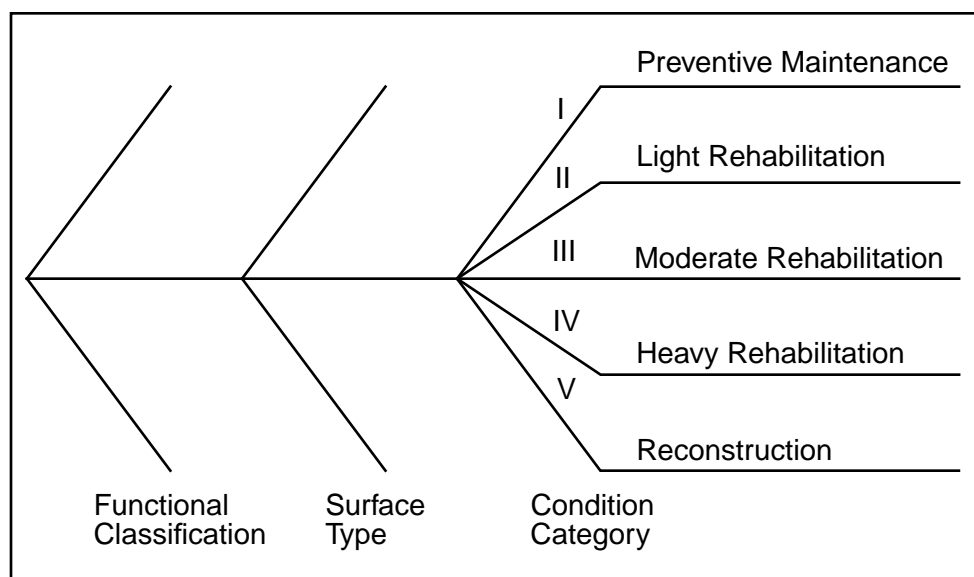 Preventive Maintenance
I
Light Rehabilitation
II
III
Moderate Rehabilitation
IV
Heavy Rehabilitation
V
Reconstruction
Functional
Classification
Surface
Type
Condition
Category